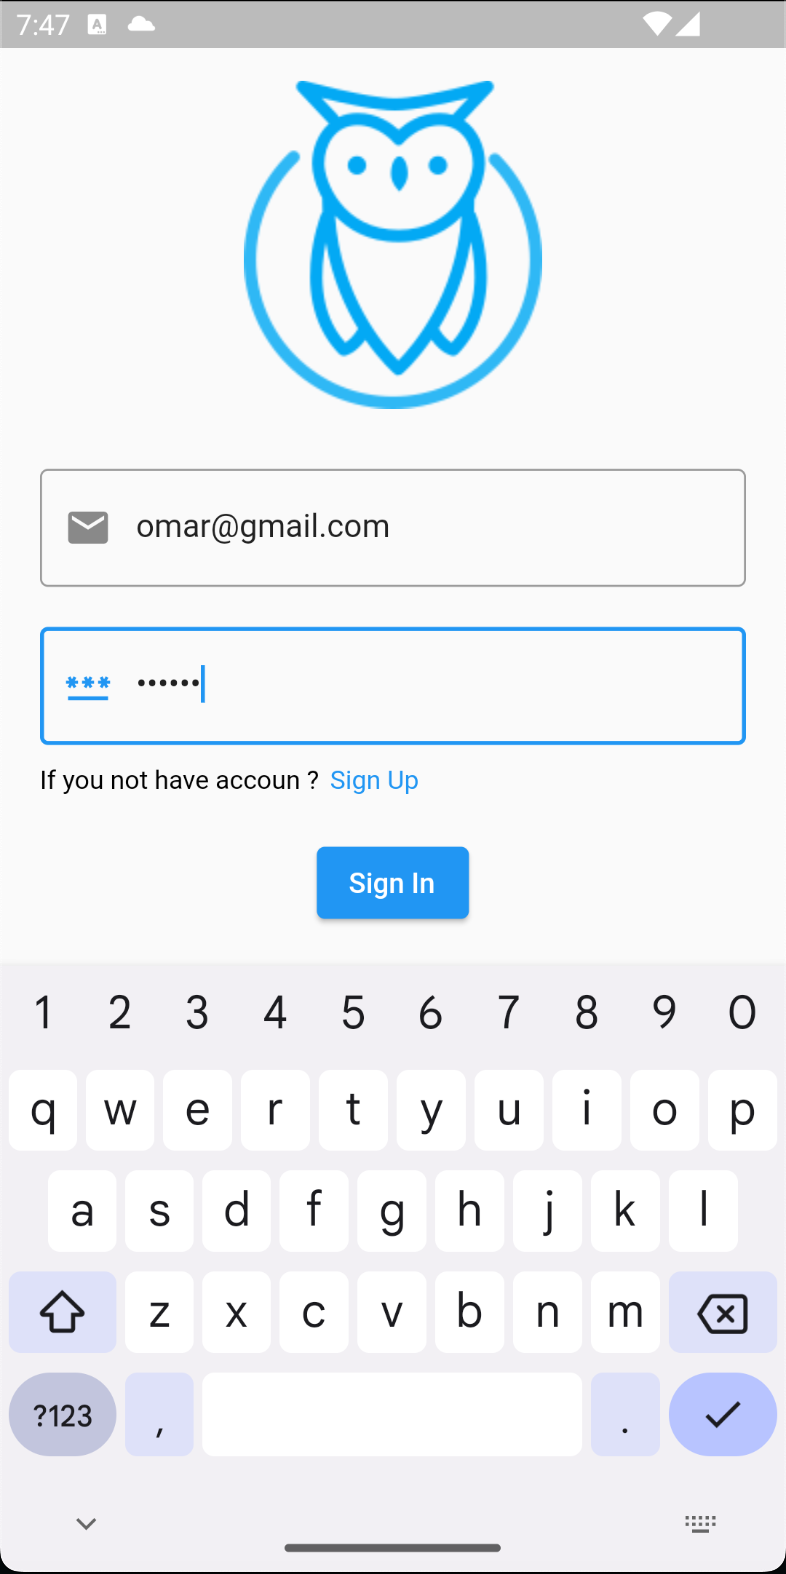 7:47
omar@gmail.com
*** ••••••
If you not have accoun ? Sign Up
Sign In
1 2 3 4 5 6 7 8 9 0
q w e r t y u i o p
a s d f g h j k l
z x c v b n m
?123 , .